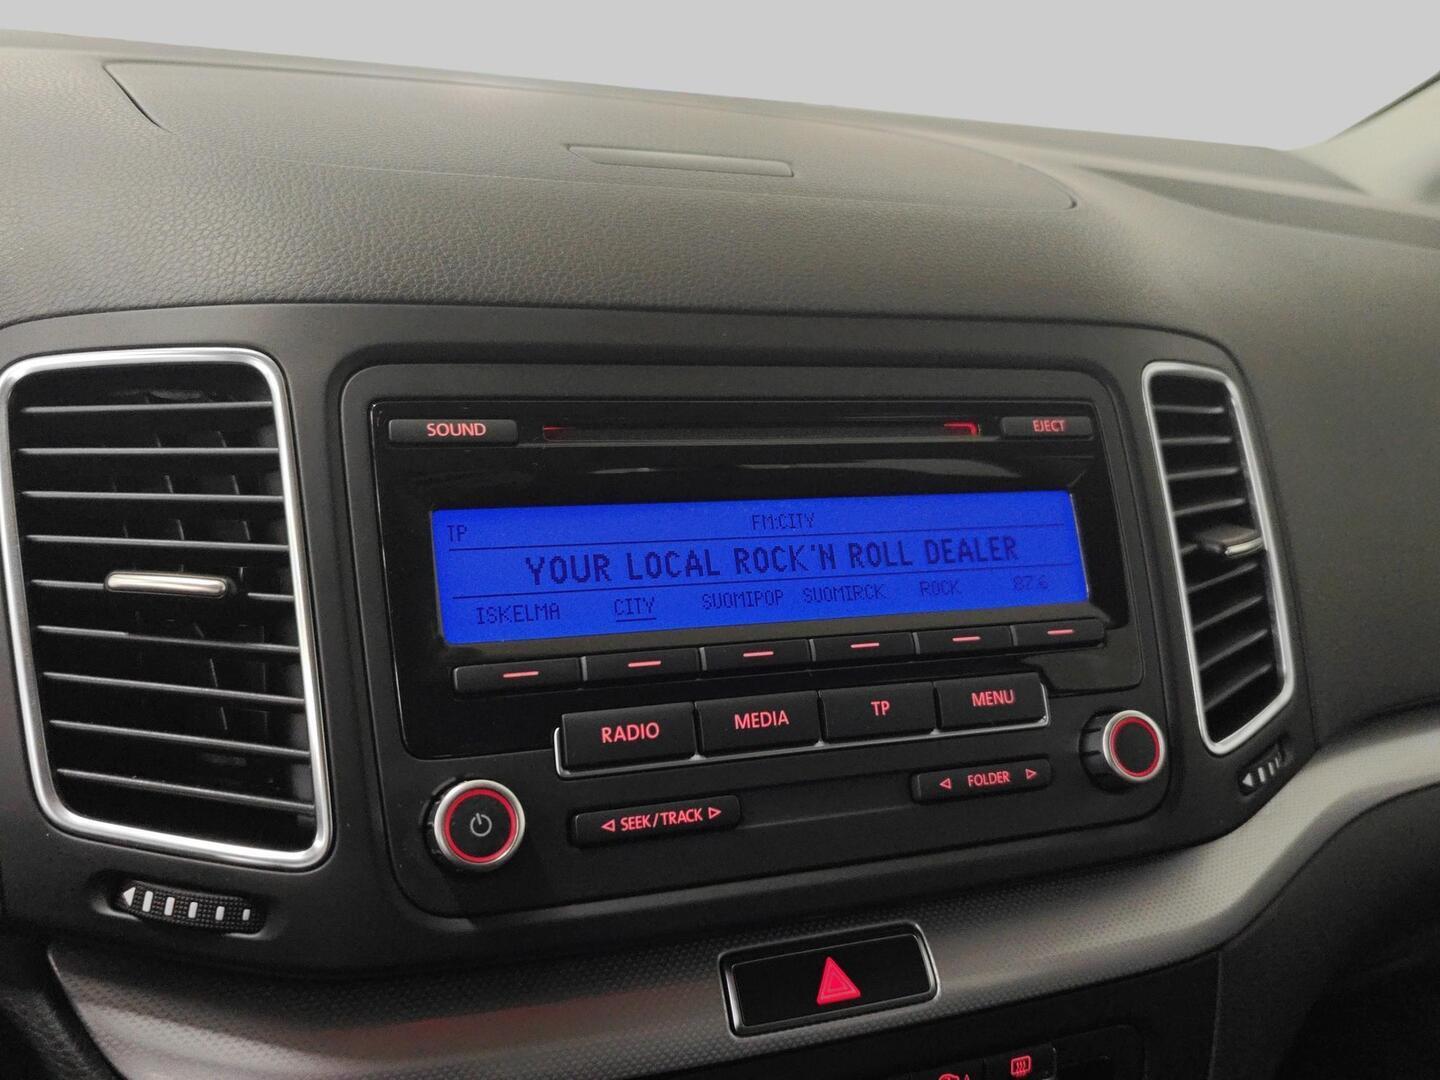 SOUND
EJECT
TP
FM:CITY
YOUR LOCAL ROCK'N ROLL DEALER
ISKELMA CITY SUOMIPOP SUOMIRCK ROCK 87.6
RADIO MEDIA TP MENU
◁ SEEK/TRACK ▷
◁ FOLDER ▷